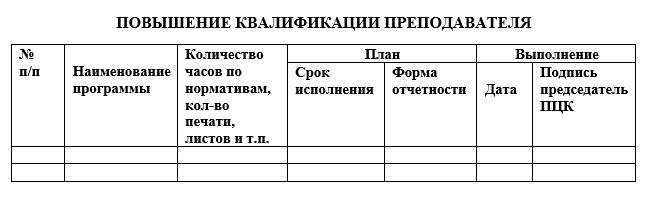 ПОВЫШЕНИЕ КВАЛИФИКАЦИИ ПРЕПОДАВАТЕЛЯ
№
п/п
Наименование
программы
Количество
часов по
нормативам,
кол-во
печати,
листов и т.п.
План
Срок
исполнения
Форма
отчетности
Выполнение
Дата
Подпись
председатель
ПЦК